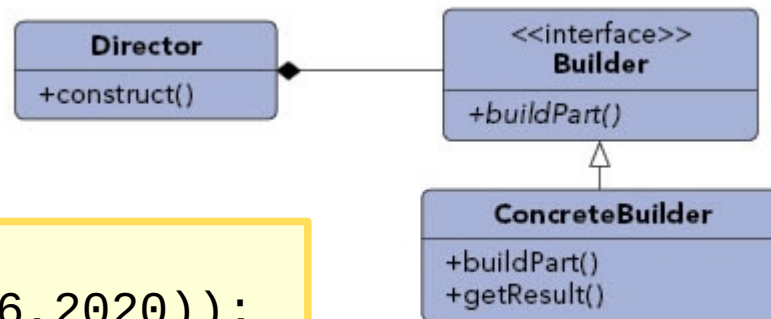 Director
+construct()
<<interface>>
Builder
+buildPart()
ConcreteBuilder
+buildPart()
+getResult()
6,2020));